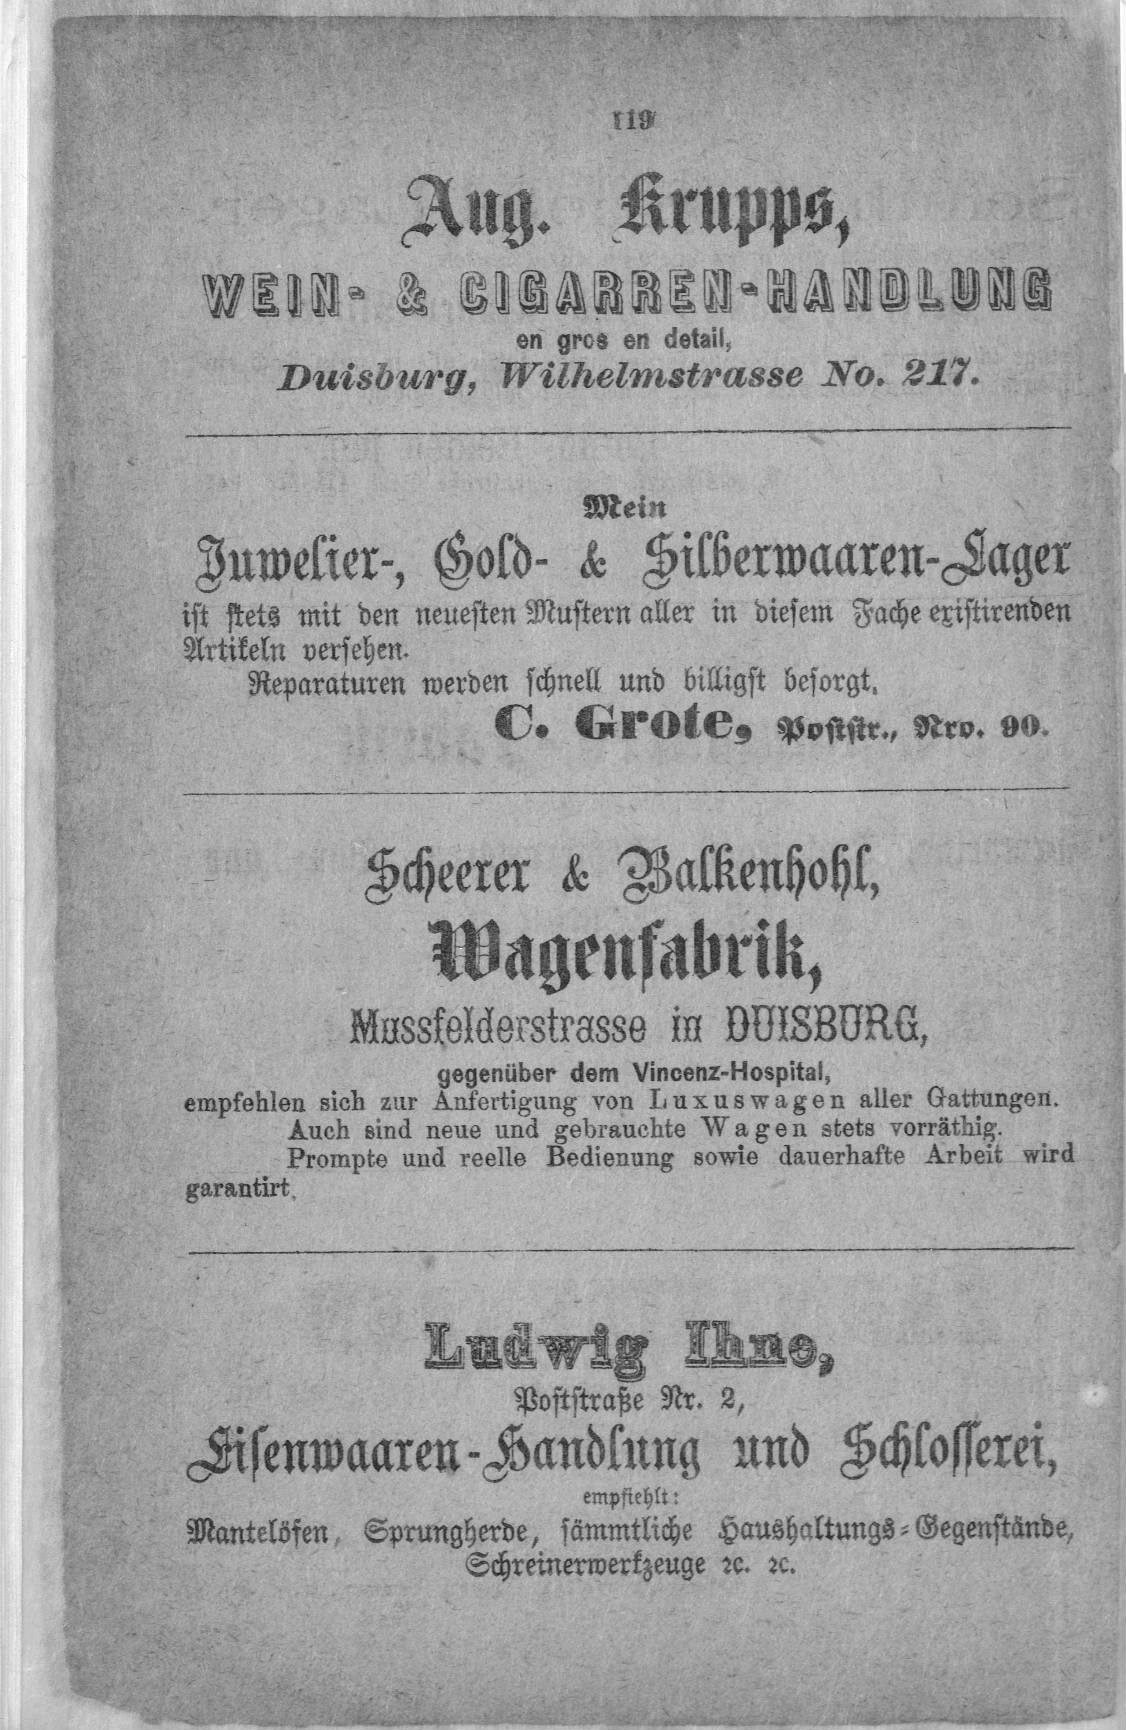 119
Aug. Krupps,
WEIN- & CIGARREN-HANDLUNG
en gros en detail,
Duisburg, Wilhelmstrasse No. 217.
Mein
Juwelier-, Gold- & Silberwaaren-Lager
ist stets mit den neuesten Mustern aller in diesem Fache existirenden
Artikeln versehen.
Reparaturen werden schnell und billigst besorgt.
C. Grote, Poststr., Nro. 90.
Scheerer & Balkenhohl,
Wagenfabrik,
Mussfelderstrasse in DUISBURG,
gegenüber dem Vincenz-Hospital,
empfehlen sich zur Anfertigung von Luxuswagen aller Gattungen.
Auch sind neue und gebrauchte Wagen stets vorräthig.
Prompte und reelle Bedienung sowie dauerhafte Arbeit wird
garantirt.
Ludwig Ihne,
Poststraße Nr. 2,
Eisenwaaren-Handlung und Schlosserei,
empfiehlt:
Mantelöfen, Sprungherde, sämmtliche Haushaltungs-Gegenstände,
Schreinerwerkzeuge ꝛc. ꝛc.